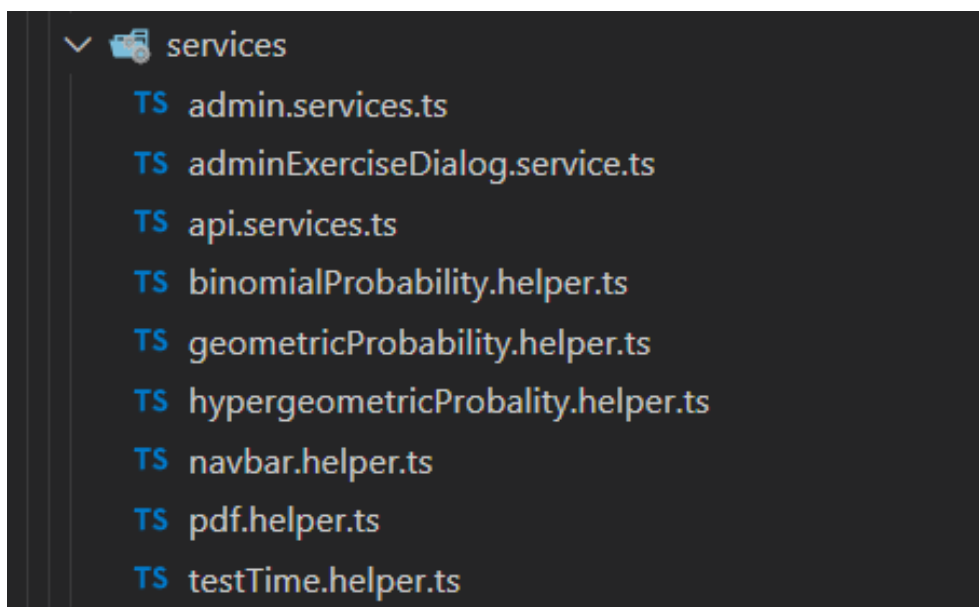 services
TS admin.services.ts
TS adminExerciseDialog.service.ts
TS api.services.ts
TS binomialProbability.helper.ts
TS geometricProbability.helper.ts
TS hypergeometricProbality.helper.ts
TS navbar.helper.ts
TS pdf.helper.ts
TS testTime.helper.ts